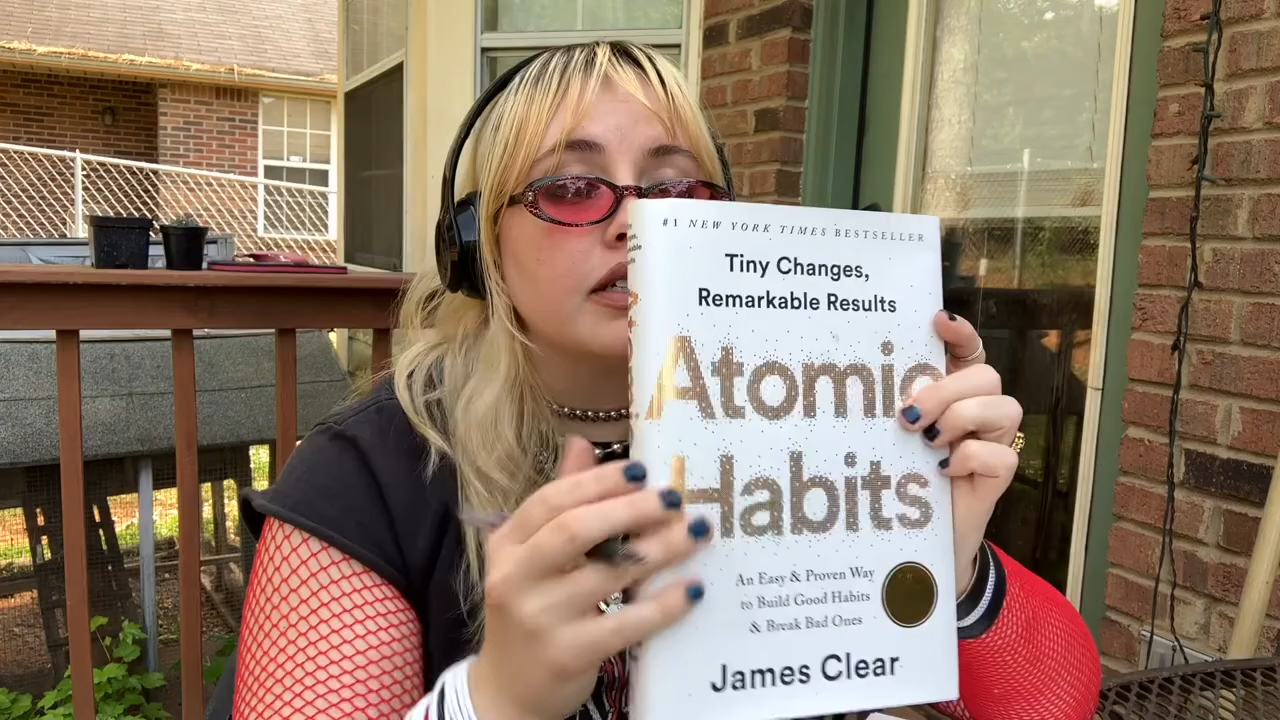 #1 NEW YORK TIMES BESTSELLER
Tiny Changes,
Remarkable Results
Atomic
Habits
An Easy & Proven Way
to Build Good Habits
& Break Bad Ones
James Clear